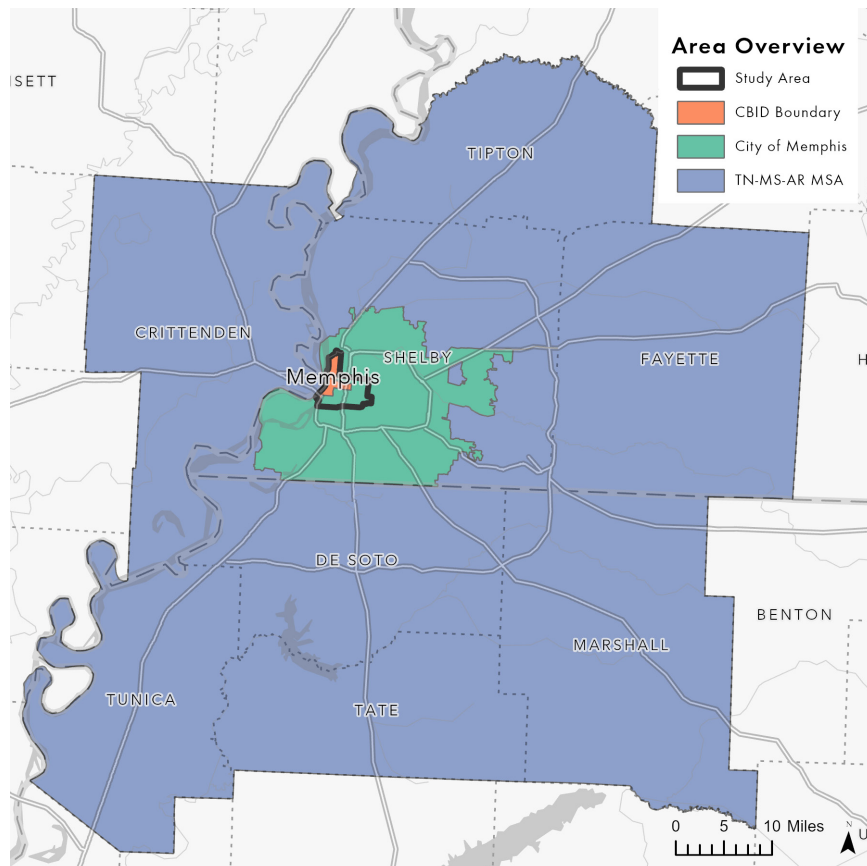 Area Overview
Study Area
CBID Boundary
City of Memphis
TN-MS-AR MSA
ISETT
TIPTON
CRITTENDEN
SHELBY
FAYETTE
H
Memphis
DE SOTO
BENTON
MARSHALL
TUNICA
TATE
0 5 10 Miles
N
U